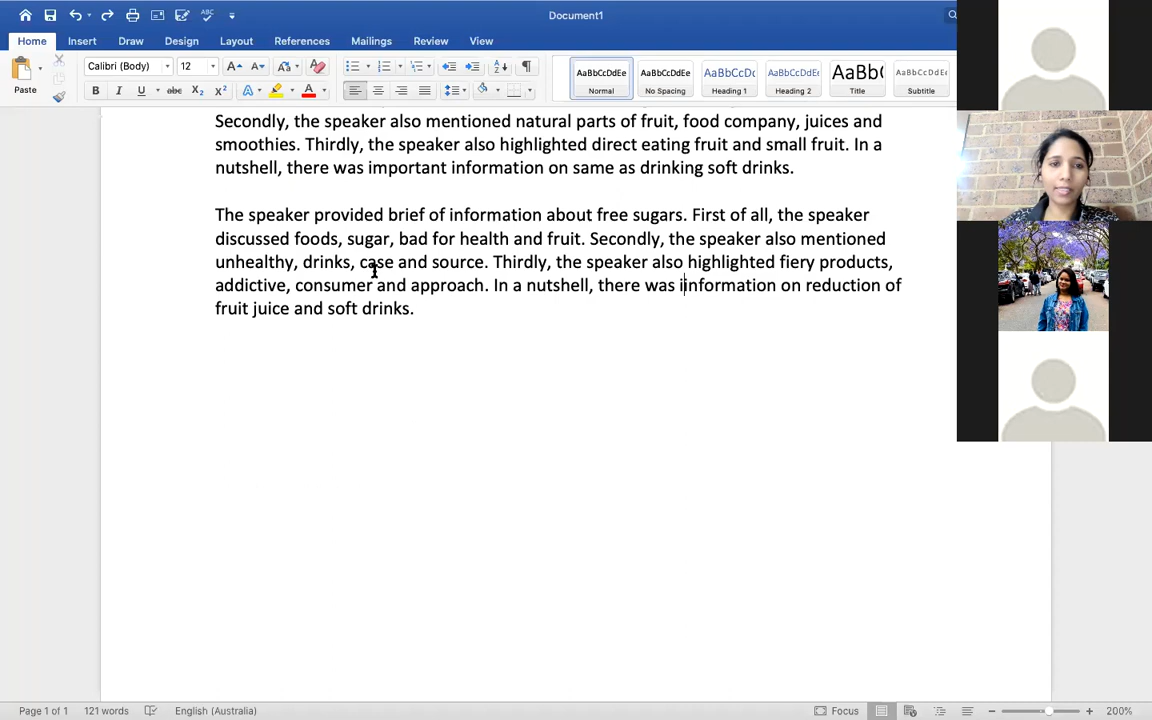 Document1
Home Insert Draw Design Layout References Mailings Review View
Paste
Calibri (Body) 12
AaBbCcDdEe AaBbCcDdEe AaBbCcDc AaBbCcDdEe AaBb( AaBbCcDdEe
Normal No Spacing Heading 1 Heading 2 Title Subtitle
Secondly, the speaker also mentioned natural parts of fruit, food company, juices and
smoothies. Thirdly, the speaker also highlighted direct eating fruit and small fruit. In a
nutshell, there was important information on same as drinking soft drinks.
The speaker provided brief of information about free sugars. First of all, the speaker
discussed foods, sugar, bad for health and fruit. Secondly, the speaker also mentioned
unhealthy, drinks, case and source. Thirdly, the speaker also highlighted fiery products,
addictive, consumer and approach. In a nutshell, there was iinformation on reduction of
fruit juice and soft drinks.
Page 1 of 1 121 words English (Australia) Focus 200%